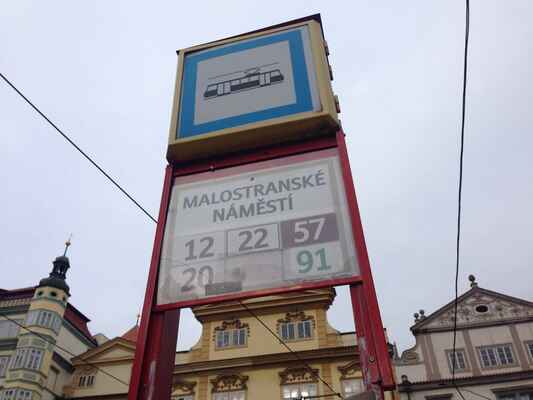 MALOSTRANSKÉ
NÁMĚSTÍ
12 22 57
20 91